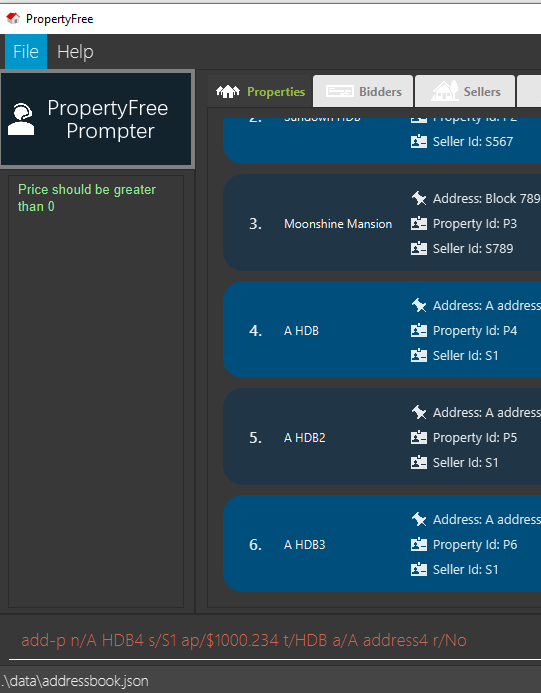 PropertyFree
File Help
PropertyFree
Prompter
Properties
Bidders
Sellers
Price should be greater
than 0
2. Sundown HDB
Property Id: P2
Seller Id: S567
3. Moonshine Mansion
Address: Block 789
Property Id: P3
Seller Id: S789
4. A HDB
Address: A address
Property Id: P4
Seller Id: S1
5. A HDB2
Address: A address
Property Id: P5
Seller Id: S1
6. A HDB3
Address: A address
Property Id: P6
Seller Id: S1
add-p n/A HDB4 s/S1 ap/$1000.234 t/HDB a/A address4 r/No
.\data\addressbook.json